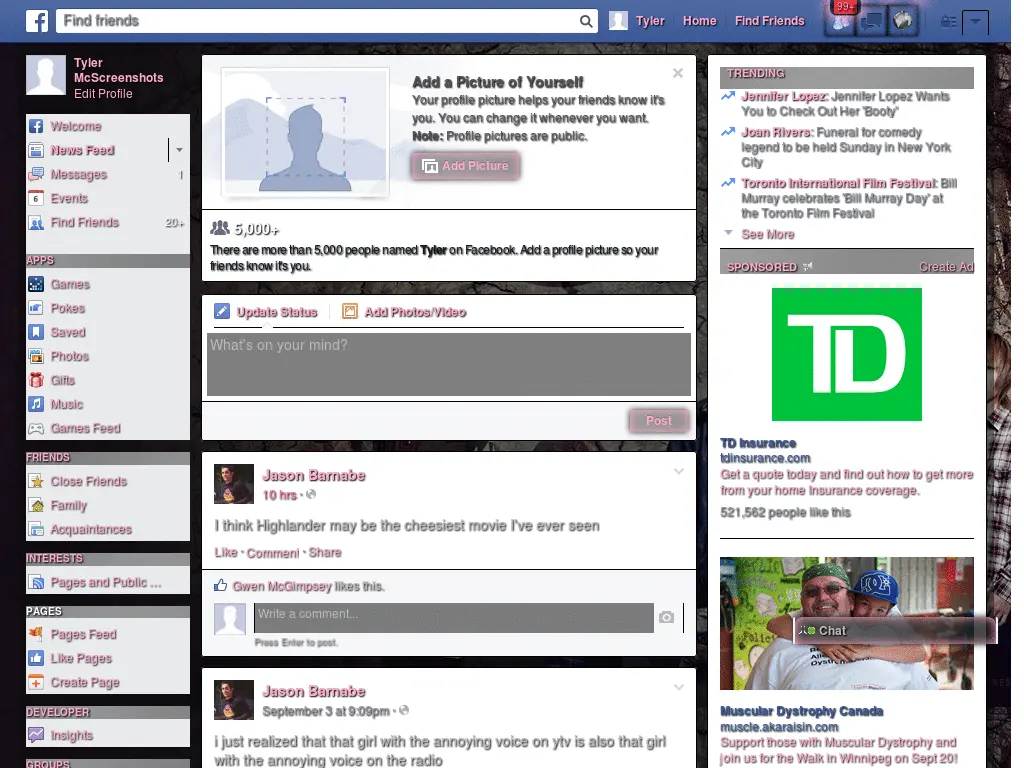 Find friends
Tyler
Home
Find Friends
99+
Tyler
McScreenshots
Edit Profile
Welcome
News Feed
Messages 1
6 Events
Find Friends 20+
APPS
Games
Pokes
Saved
Photos
Gifts
Music
Games Feed
FRIENDS
Close Friends
Family
Acquaintances
INTERESTS
Pages and Public ...
PAGES
Pages Feed
Like Pages
Create Page
DEVELOPER
Insights
GROUPS
Add a Picture of Yourself
Your profile picture helps your friends know it's
you. You can change it whenever you want.
Note: Profile pictures are public.
Add Picture
5,000+
There are more than 5,000 people named Tyler on Facebook. Add a profile picture so your
friends know it's you.
Update Status
Add Photos/Video
What's on your mind?
Post
Jason Barnabe
10 hrs ·
I think Highlander may be the cheesiest movie I've ever seen
Like · Comment · Share
Gwen McGimpsey likes this.
Write a comment...
Press Enter to post.
Jason Barnabe
September 3 at 9:09pm ·
i just realized that that girl with the annoying voice on ytv is also that girl
with the annoying voice on the radio
TRENDING
Jennifer Lopez: Jennifer Lopez Wants
You to Check Out Her 'Booty'
Joan Rivers: Funeral for comedy
legend to be held Sunday in New York
City
Toronto International Film Festival: Bill
Murray celebrates 'Bill Murray Day' at
the Toronto Film Festival
See More
SPONSORED
Create Ad
TD
TD Insurance
tdinsurance.com
Get a quote today and find out how to get more
from your home Insurance coverage.
521,562 people like this
Chat
Muscular Dystrophy Canada
muscle.akaraisin.com
Support those with Muscular Dystrophy and
join us for the Walk in Winnipeg on Sept 20!